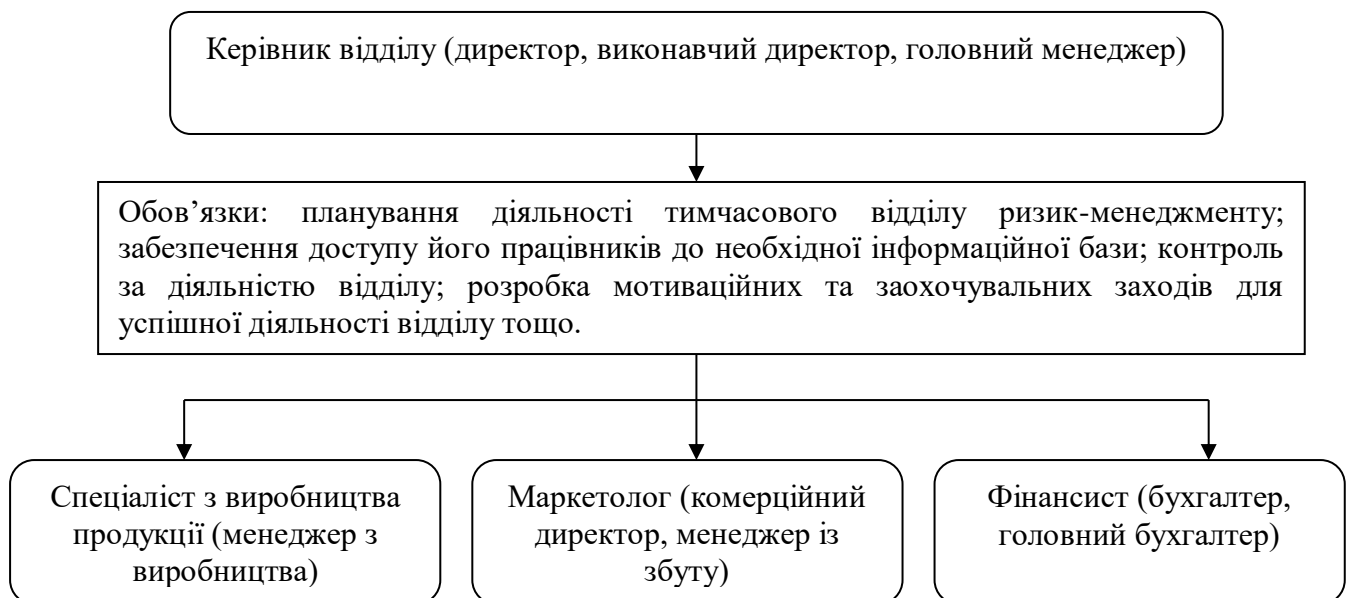 Керівник відділу (директор, виконавчий директор, головний менеджер)
Обов’язки: планування діяльності тимчасового відділу ризик-менеджменту;
забезпечення доступу його працівників до необхідної інформаційної бази; контроль
за діяльністю відділу; розробка мотиваційних та заохочувальних заходів для
успішної діяльності відділу тощо.
Спеціаліст з виробництва
продукції (менеджер з
виробництва)
Маркетолог (комерційний
директор, менеджер із
збуту)
Фінансист (бухгалтер,
головний бухгалтер)